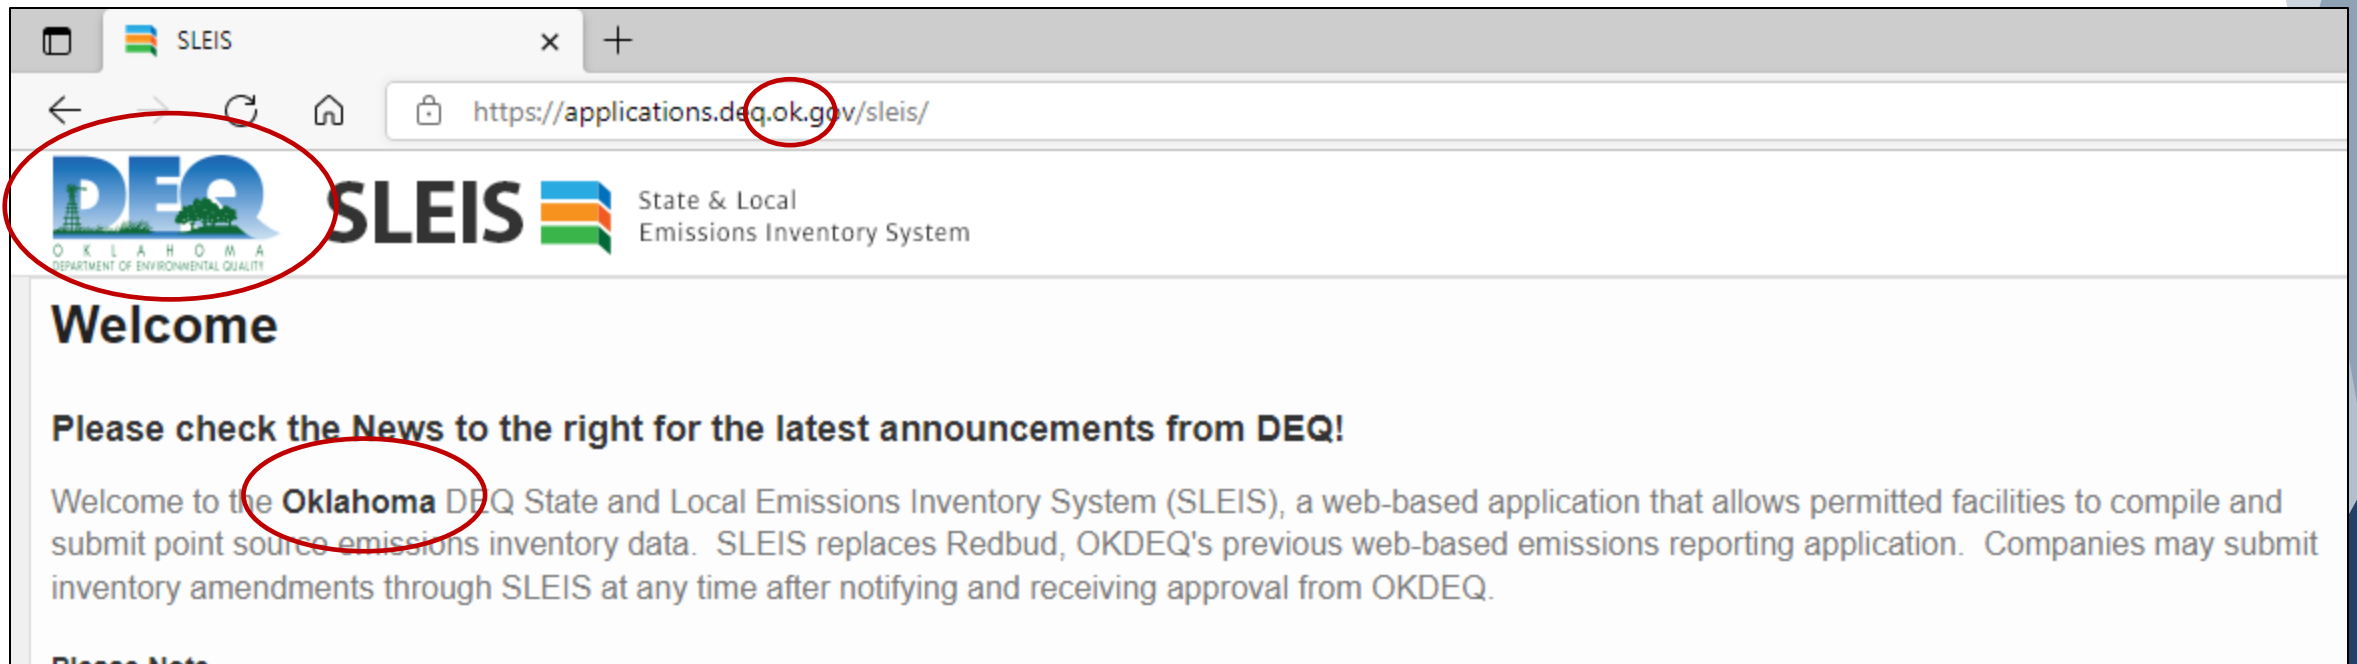 SLEIS
https://applications.deq.ok.gov/sleis/
DEQ
OKLAHOMA
DEPARTMENT OF ENVIRONMENTAL QUALITY
SLEIS
State & Local
Emissions Inventory System
Welcome
Please check the News to the right for the latest announcements from DEQ!
Welcome to the Oklahoma DEQ State and Local Emissions Inventory System (SLEIS), a web-based application that allows permitted facilities to compile and
submit point source emissions inventory data.  SLEIS replaces Redbud, OKDEQ's previous web-based emissions reporting application.  Companies may submit
inventory amendments through SLEIS at any time after notifying and receiving approval from OKDEQ.
Please Note